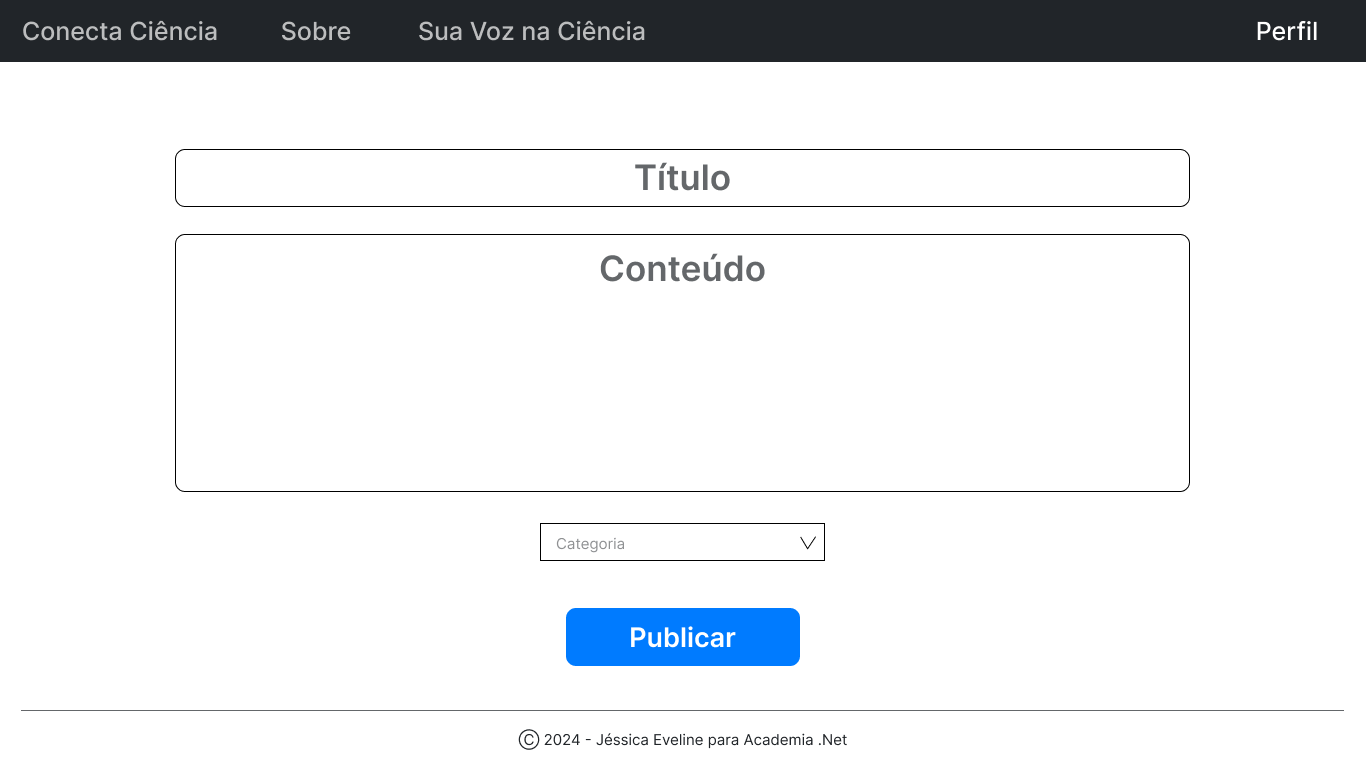 Conecta Ciência Sobre Sua Voz na Ciência Perfil
Título
Conteúdo
Categoria
Publicar
© 2024 - Jéssica Eveline para Academia .Net